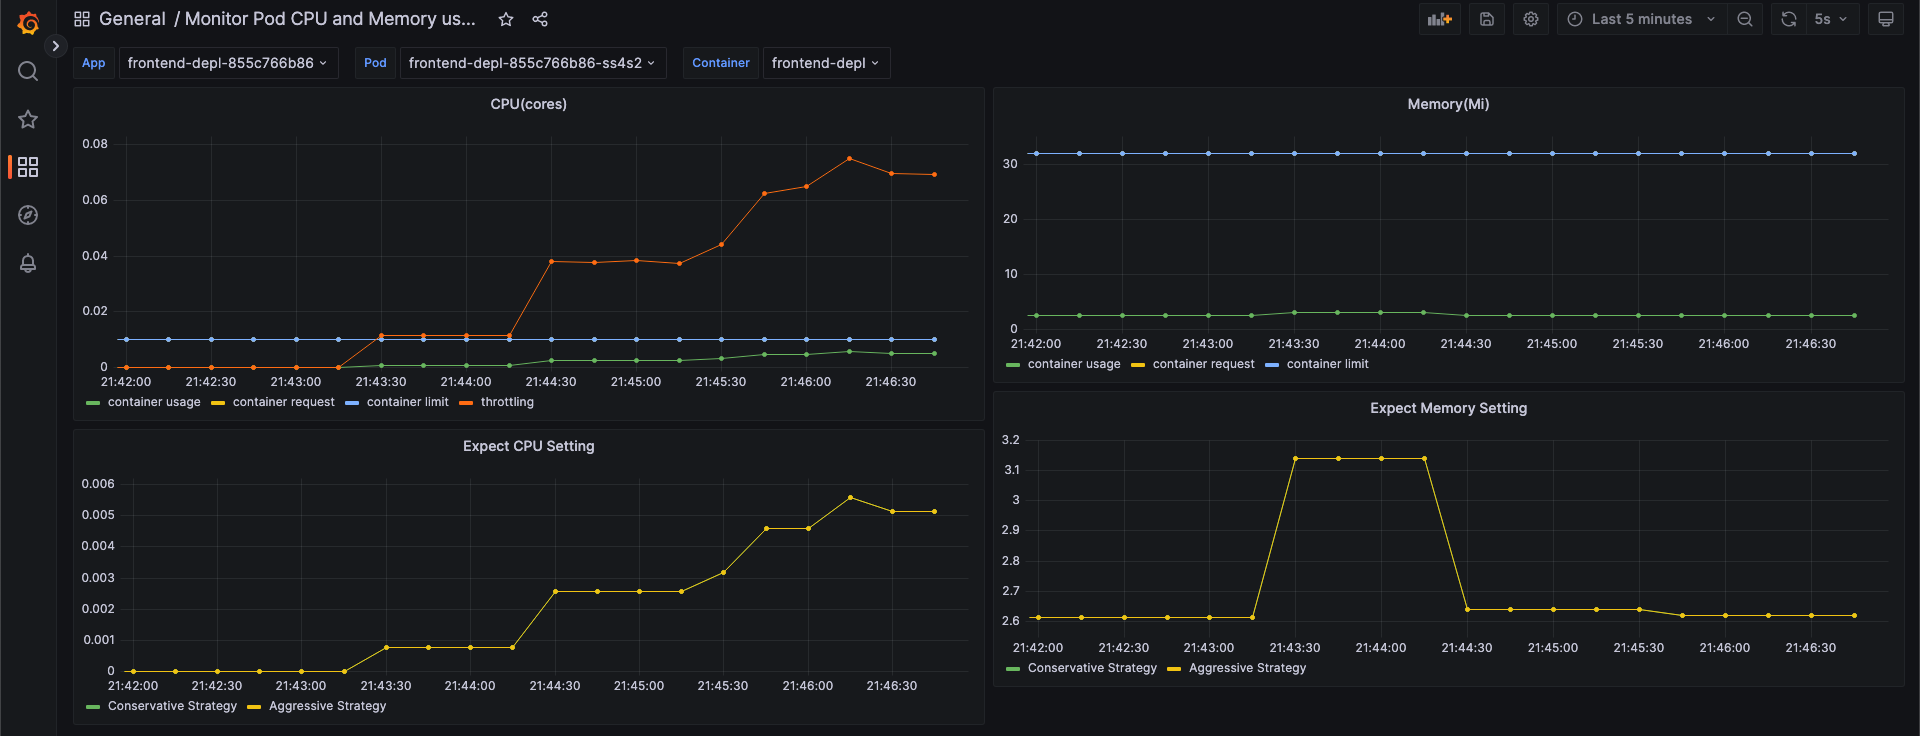 General / Monitor Pod CPU and Memory us...
Last 5 minutes
5s
App
frontend-depl-855c766b86
Pod
frontend-depl-855c766b86-ss4s2
Container
frontend-depl
CPU(cores)
0.08
0.06
0.04
0.02
0
21:42:00 21:42:30 21:43:00 21:43:30 21:44:00 21:44:30 21:45:00 21:45:30 21:46:00 21:46:30
container usage container request container limit throttling
Memory(Mi)
30
20
10
0
21:42:00 21:42:30 21:43:00 21:43:30 21:44:00 21:44:30 21:45:00 21:45:30 21:46:00 21:46:30
container usage container request container limit
Expect CPU Setting
0.006
0.005
0.004
0.003
0.002
0.001
0
21:42:00 21:42:30 21:43:00 21:43:30 21:44:00 21:44:30 21:45:00 21:45:30 21:46:00 21:46:30
Conservative Strategy Aggressive Strategy
Expect Memory Setting
3.2
3.1
3
2.9
2.8
2.7
2.6
21:42:00 21:42:30 21:43:00 21:43:30 21:44:00 21:44:30 21:45:00 21:45:30 21:46:00 21:46:30
Conservative Strategy Aggressive Strategy